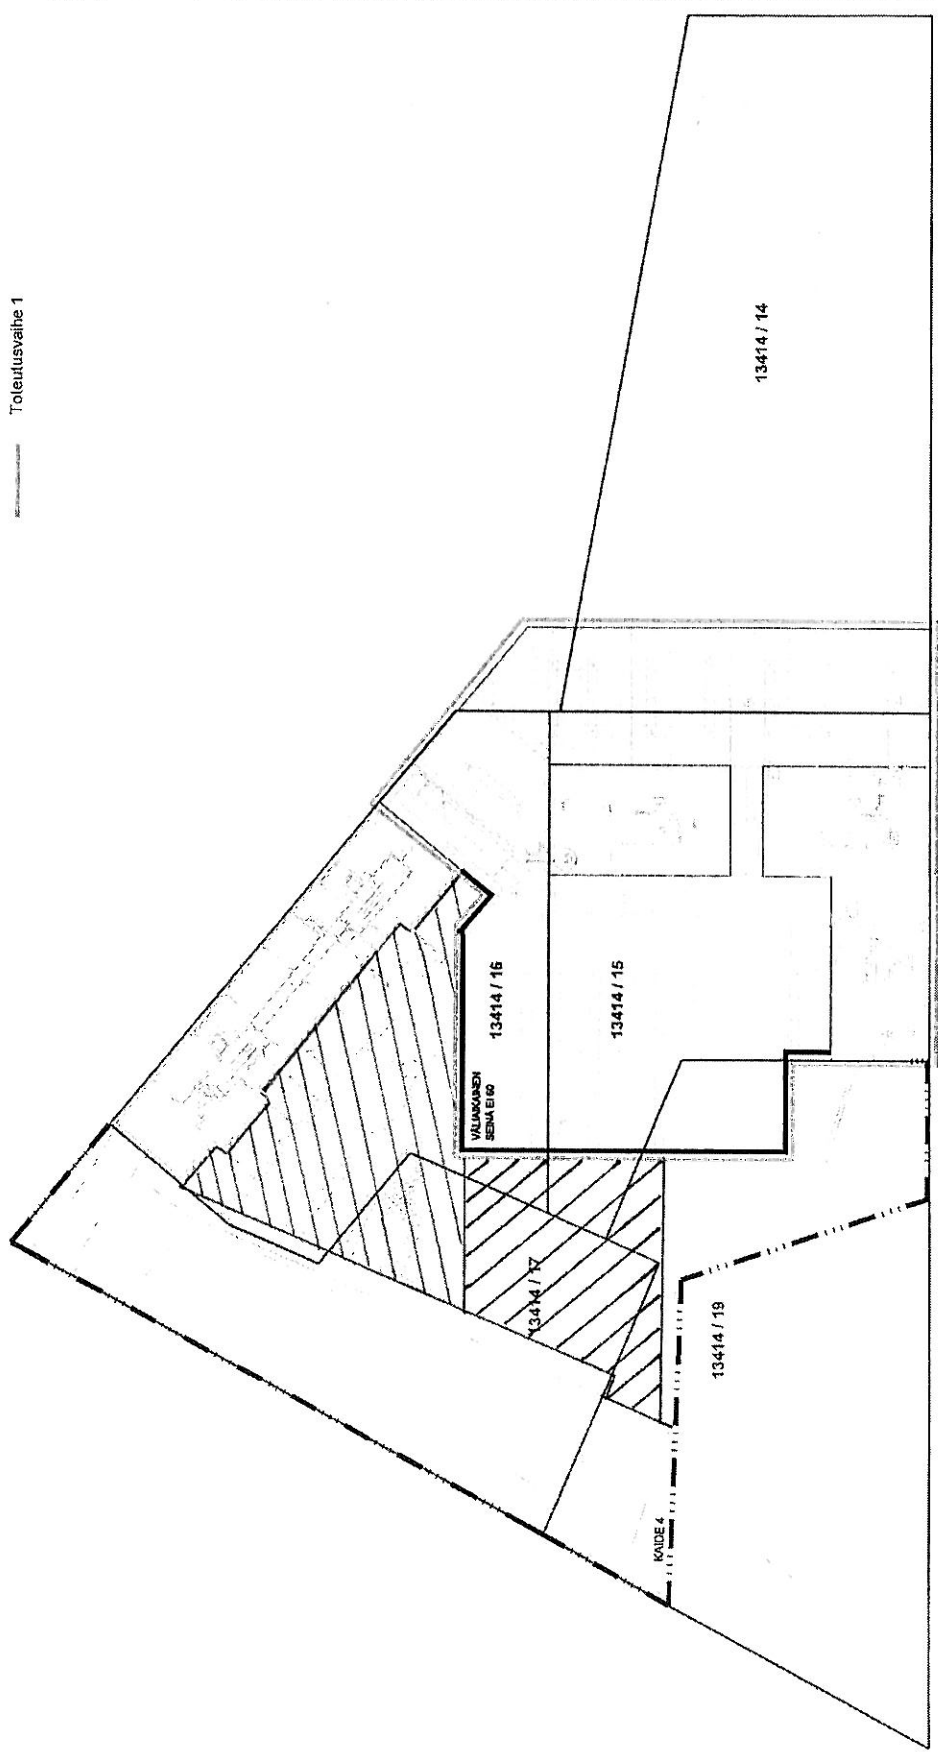 Toteutusvaihe 1
13414 / 14
13414 / 16
13414 / 15
VÄLIAIKAINEN
SEINÄ EI 60
13414 / 17
13414 / 19
KAIDE 4